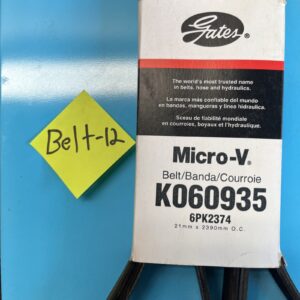 Gates®
The world's most trusted name
in belts, hose and hydraulics.
La marca más confiable del mundo
en bandas, mangueras y línea hidraulica.
Sceau de fiabilité mondiale
en courroies, boyaux et l'hydraulique.
Belt-12
Micro-V®
Belt/Banda/Courroie
K060935
6PK2374
21mm x 2390mm O.C.